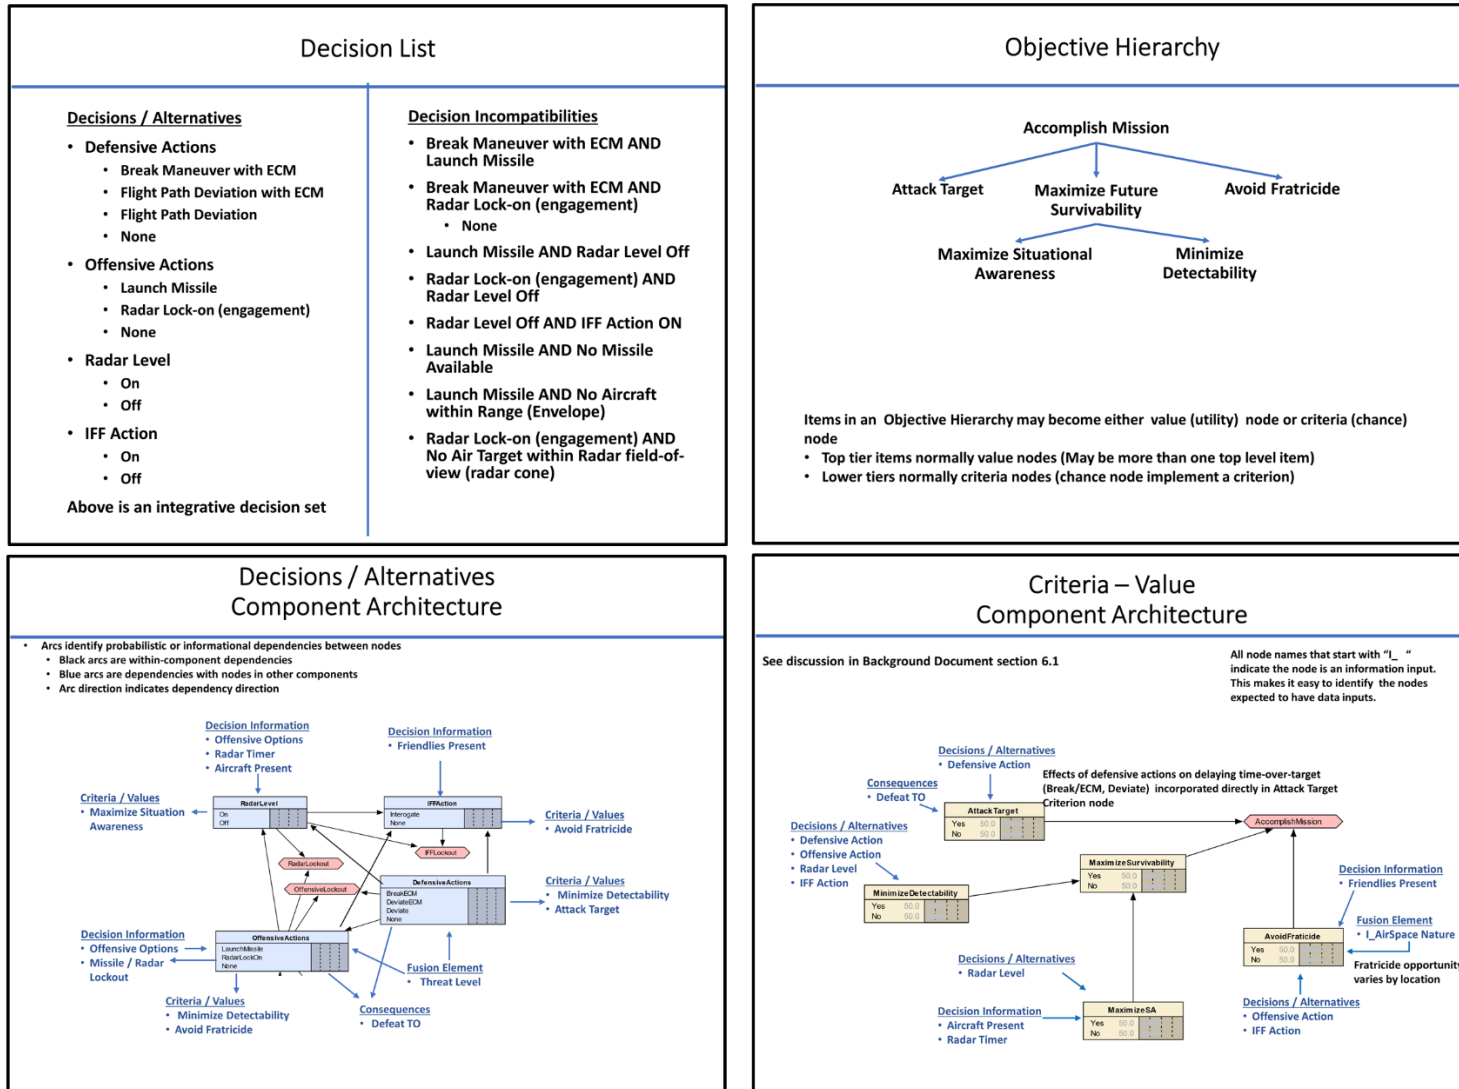 Decision List
Decisions / Alternatives
• Defensive Actions
• Break Maneuver with ECM
• Flight Path Deviation with ECM
• Flight Path Deviation
• None
• Offensive Actions
• Launch Missile
• Radar Lock-on (engagement)
• None
• Radar Level
• On
• Off
• IFF Action
• On
• Off
Above is an integrative decision set
Decision Incompatibilities
• Break Maneuver with ECM AND
Launch Missile
• Break Maneuver with ECM AND
Radar Lock-on (engagement)
• None
• Launch Missile AND Radar Level Off
• Radar Lock-on (engagement) AND
Radar Level Off
• Radar Level Off AND IFF Action ON
• Launch Missile AND No Missile
Available
• Launch Missile AND No Aircraft
within Range (Envelope)
• Radar Lock-on (engagement) AND
No Air Target within Radar field-of-
view (radar cone)
Objective Hierarchy
Accomplish Mission
Attack Target
Maximize Future
Survivability
Avoid Fratricide
Maximize Situational
Awareness
Minimize
Detectability
Items in an Objective Hierarchy may become either value (utility) node or criteria (chance)
node
• Top tier items normally value nodes (May be more than one top level item)
• Lower tiers normally criteria nodes (chance node implement a criterion)
Decisions / Alternatives
Component Architecture
• Arcs identify probabilistic or informational dependencies between nodes
• Black arcs are within-component dependencies
• Blue arcs are dependencies with nodes in other components
• Arc direction indicates dependency direction
Decision Information
• Offensive Options
• Radar Timer
• Aircraft Present
Decision Information
• Friendlies Present
Criteria / Values
• Maximize Situation
Awareness
RadarLevel
On
Off
IFFAction
Interogate
None
Criteria / Values
• Avoid Fratricide
RadarLockout
IFFLockout
OffensiveLockout
DefensiveActions
BreakECM
DeviateECM
Deviate
None
Criteria / Values
• Minimize Detectability
• Attack Target
Decision Information
• Offensive Options
• Missile / Radar
Lockout
OffensiveActions
LaunchMissile
RadarLockOn
None
Fusion Element
• Threat Level
Criteria / Values
• Minimize Detectability
• Avoid Fratricide
Consequences
• Defeat TO
Criteria – Value
Component Architecture
See discussion in Background Document section 6.1
All node names that start with “I_ “
indicate the node is an information input.
This makes it easy to identify the nodes
expected to have data inputs.
Decisions / Alternatives
• Defensive Action
Consequences
• Defeat TO
Effects of defensive actions on delaying time-over-target
(Break/ECM, Deviate) incorporated directly in Attack Target
Criterion node
AttackTarget
Yes 50.0
No 50.0
AccomplishMission
Decisions / Alternatives
• Defensive Action
• Offensive Action
• Radar Level
• IFF Action
MaximizeSurvivability
Yes 50.0
No 50.0
MinimizeDetectability
Yes 50.0
No 50.0
Decision Information
• Friendlies Present
Fusion Element
• I_AirSpace Nature
AvoidFraticide
Yes 50.0
No 50.0
Fratricide opportunity
varies by location
Decisions / Alternatives
• Radar Level
Decision Information
• Aircraft Present
• Radar Timer
MaximizeSA
Yes 50.0
No 50.0
Decisions / Alternatives
• Offensive Action
• IFF Action